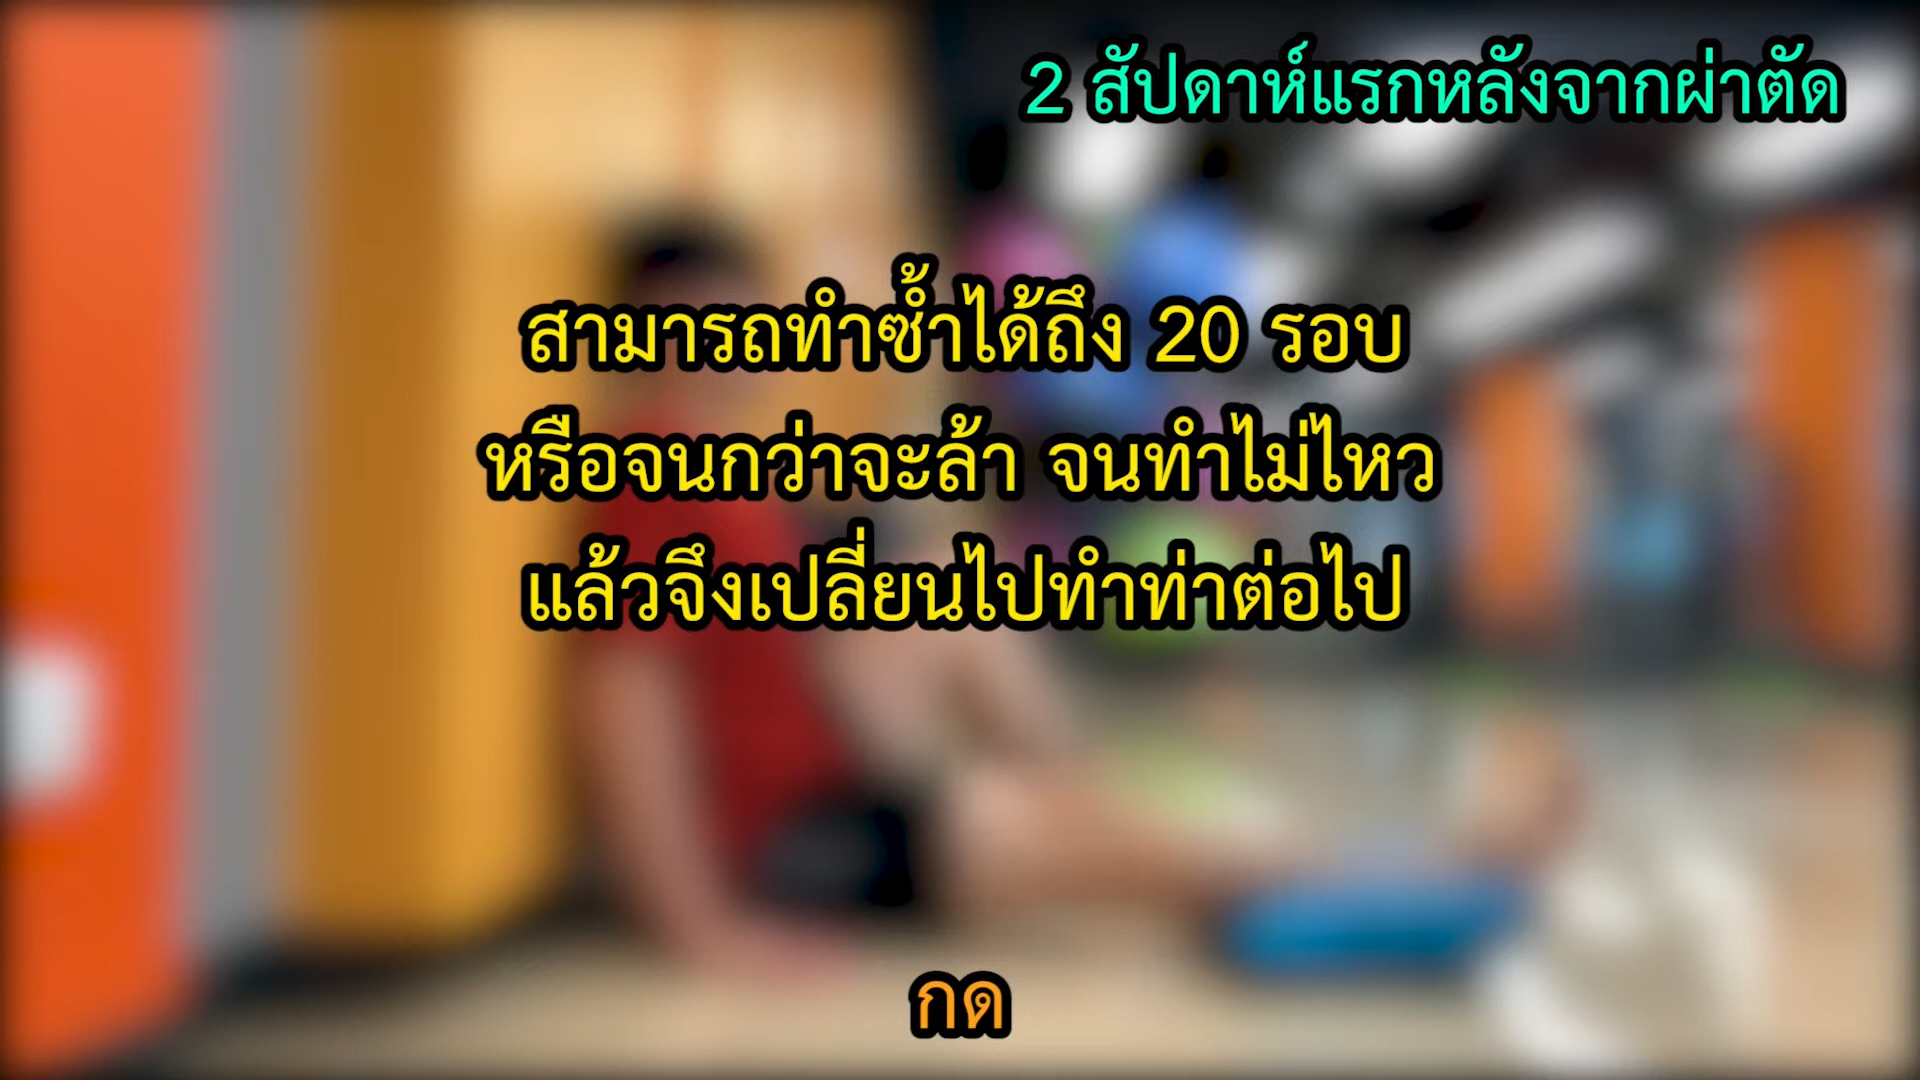 2 สัปดาห์แรกหลังจากผ่าตัด
สามารถทำซ้ำได้ถึง 20 รอบ
หรือจนกว่าจะล้า จนทำไม่ไหว
แล้วจึงเปลี่ยนไปทำท่าต่อไป
กด